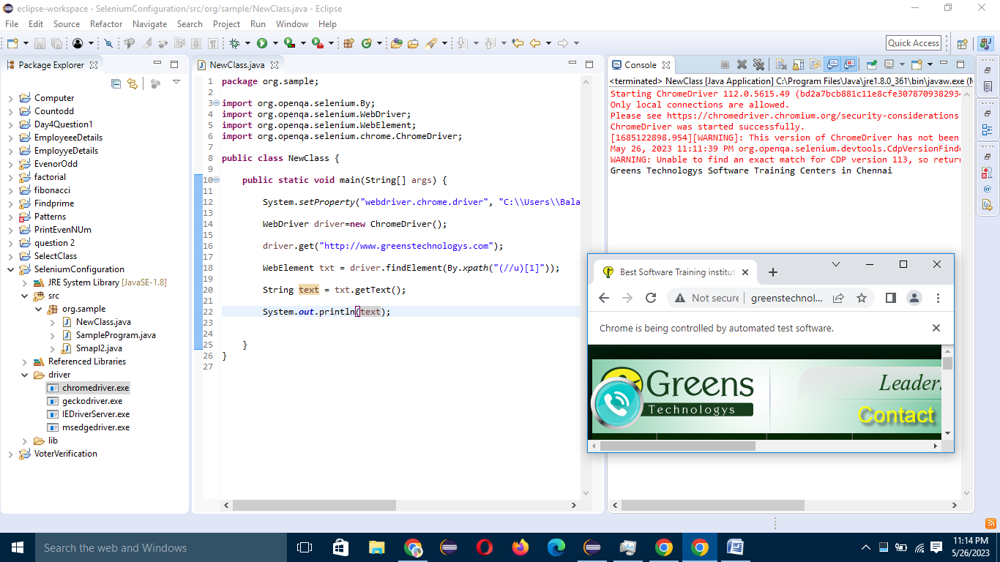 eclipse-workspace - SeleniumConfiguration/src/org/sample/NewClass.java - Eclipse
File Edit Source Refactor Navigate Search Project Run Window Help
Quick Access
Package Explorer
Computer
Countodd
Day4Question1
EmployeeeDetails
EmployyeDetails
EvenorOdd
factorial
fibonacci
Findprime
Patterns
PrintEvenNUm
question 2
SelectClass
SeleniumConfiguration
JRE System Library [JavaSE-1.8]
src
org.sample
NewClass.java
SampleProgram.java
Smapl2.java
Referenced Libraries
driver
chromedriver.exe
geckodriver.exe
IEDriverServer.exe
msedgedriver.exe
lib
VoterVerification
NewClass.java
1 package org.sample;
2
3 import org.openqa.selenium.By;
4 import org.openqa.selenium.WebDriver;
5 import org.openqa.selenium.WebElement;
6 import org.openqa.selenium.chrome.ChromeDriver;
7
8 public class NewClass {
9
10 public static void main(String[] args) {
11
12 System.setProperty("webdriver.chrome.driver", "C:\\Users\\Bala
13
14 WebDriver driver=new ChromeDriver();
15
16 driver.get("http://www.greenstechnologys.com");
17
18 WebElement txt = driver.findElement(By.xpath("(//u)[1]"));
19
20 String text = txt.getText();
21
22 System.out.println(text);
23
24
25 }
26 }
27
Console
<terminated> NewClass [Java Application] C:\Program Files\Java\jre1.8.0_361\bin\javaw.exe (M
Starting ChromeDriver 112.0.5615.49 (bd2a7bcb881c11e8cfe3078709382934
Only local connections are allowed.
Please see https://chromedriver.chromium.org/security-considerations
ChromeDriver was started successfully.
[1685122898.954][WARNING]: This version of ChromeDriver has not been
May 26, 2023 11:11:39 PM org.openqa.selenium.devtools.CdpVersionFinde
WARNING: Unable to find an exact match for CDP version 113, so return
Greens Technologys Software Training Centers in Chennai
Best Software Training institut
Not secure greenstechnol...
Chrome is being controlled by automated test software.
Greens
Technologys
Leader
Contact
Search the web and Windows
11:14 PM
5/26/2023